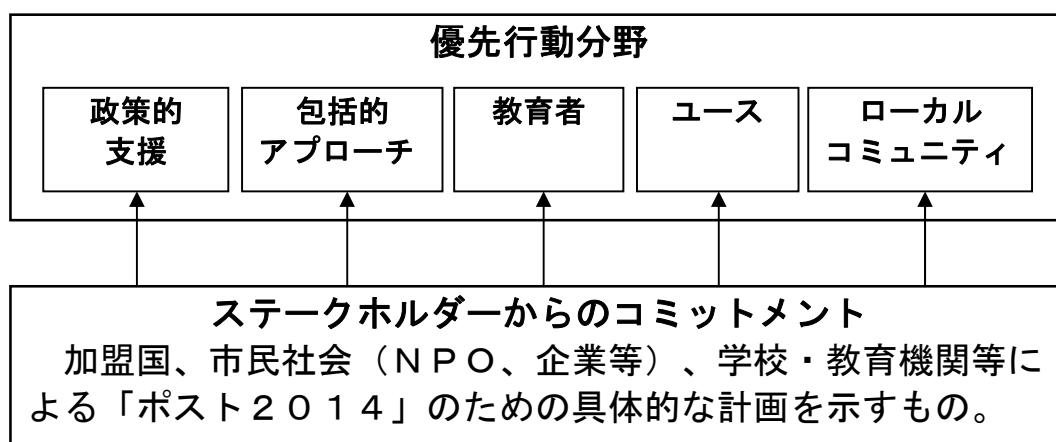 優先行動分野
政策的
支援
包括的
アプローチ
教育者
ユース
ローカル
コミュニティ
ステークホルダーからのコミットメント
加盟国、市民社会（ＮＰＯ、企業等）、学校・教育機関等に
よる「ポスト２０１４」のための具体的な計画を示すもの。